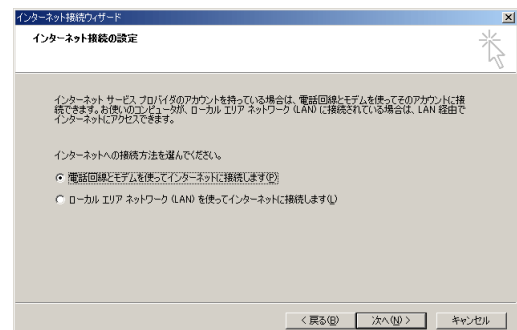 インターネット接続ウィザード
インターネット接続の設定
インターネット サービス プロバイダのアカウントを持っている場合は、電話回線とモデムを使ってそのアカウントに接
続できます。お使いのコンピュータが、ローカル エリア ネットワーク (LAN) に接続されている場合は、LAN 経由で
インターネットにアクセスできます。
インターネットへの接続方法を選んでください。
電話回線とモデムを使ってインターネットに接続します(P)
ローカル エリア ネットワーク (LAN) を使ってインターネットに接続します(L)
< 戻る(B) 次へ(N) > キャンセル